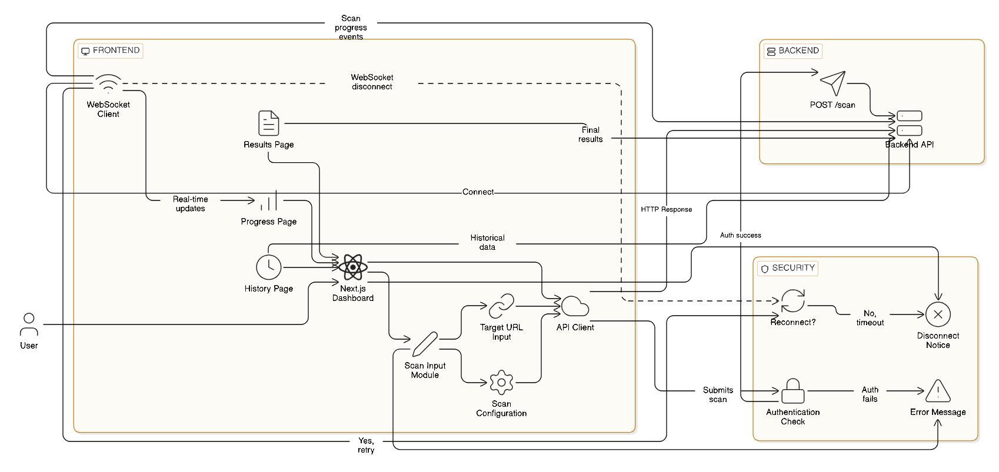 Scan
progress
events
FRONTEND
BACKEND
WebSocket
disconnect
WebSocket
Client
POST /scan
Results Page
Final
results
Backend API
Connect
Real-time
updates
HTTP Response
Progress Page
Auth success
Historical
data
SECURITY
History Page
Next.js
Dashboard
Reconnect?
No,
timeout
Target URL
Input
API Client
Disconnect
Notice
User
Scan Input
Module
Submits
scan
Auth
fails
Scan
Configuration
Authentication
Check
Error Message
Yes,
retry